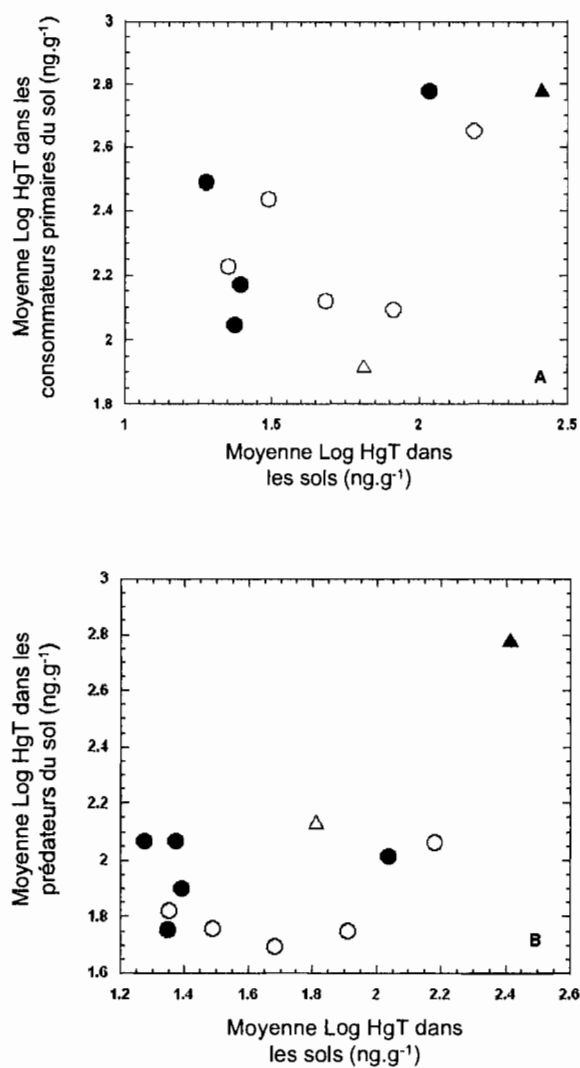 3
2.8
2.6
2.4
2.2
2
1.8
Moyenne Log HgT dans les
consommateurs primaires du sol (ng.g⁻¹)
A
1
1.5
2
2.5
Moyenne Log HgT dans
les sols (ng.g⁻¹)
3
2.8
2.6
2.4
2.2
2
1.8
1.6
Moyenne Log HgT dans les
prédateurs du sol (ng.g⁻¹)
B
1.2
1.4
1.6
1.8
2
2.2
2.4
2.6
Moyenne Log HgT dans
les sols (ng.g⁻¹)